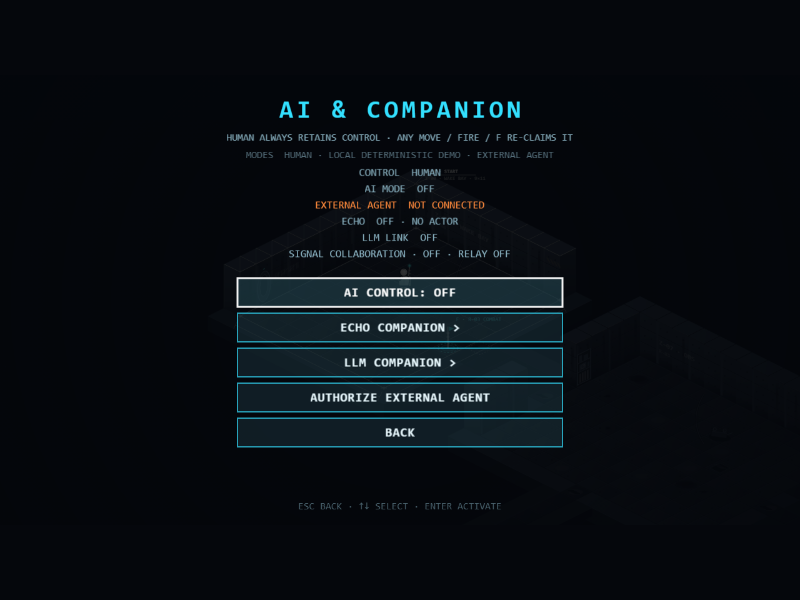 AI & COMPANION
HUMAN ALWAYS RETAINS CONTROL · ANY MOVE / FIRE / F RE-CLAIMS IT
MODES HUMAN · LOCAL DETERMINISTIC DEMO · EXTERNAL AGENT
CONTROL HUMAN
AI MODE OFF
EXTERNAL AGENT NOT CONNECTED
ECHO OFF · NO ACTOR
LLM LINK OFF
SIGNAL COLLABORATION · OFF · RELAY OFF
AI CONTROL: OFF
ECHO COMPANION >
LLM COMPANION >
AUTHORIZE EXTERNAL AGENT
BACK
ESC BACK · ↑↓ SELECT · ENTER ACTIVATE